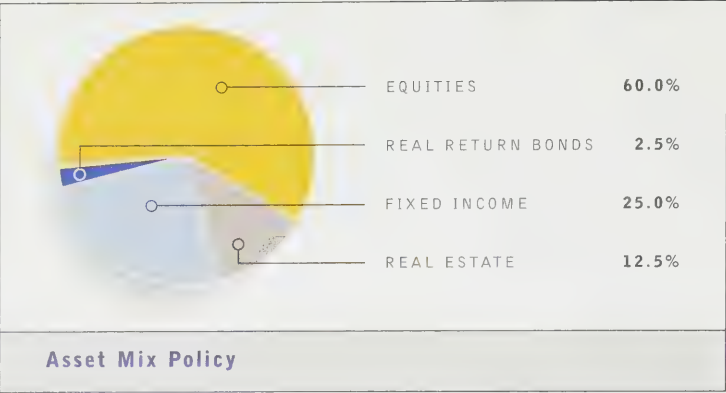 EQUITIES 60.0%
REAL RETURN BONDS 2.5%
FIXED INCOME 25.0%
REAL ESTATE 12.5%
Asset Mix Policy